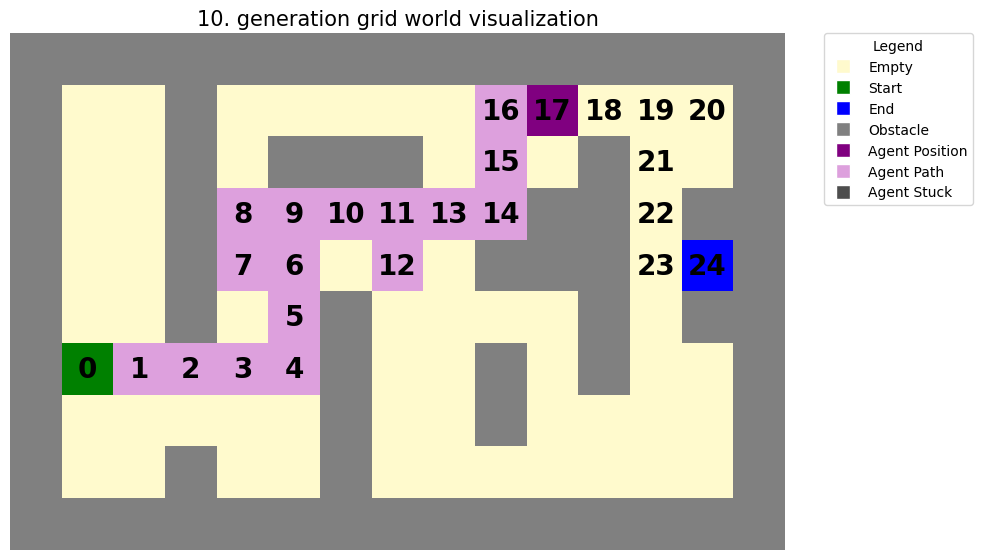 10. generation grid world visualization
16 17 18 19 20
15 21
8 9 10 11 13 14 22
7 6 12 23 24
5
0 1 2 3 4
Legend
Empty
Start
End
Obstacle
Agent Position
Agent Path
Agent Stuck